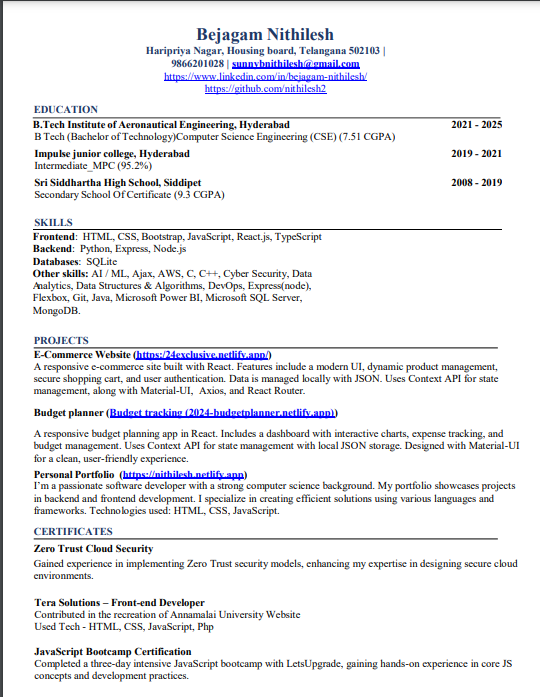 Bejagam Nithilesh
Haripriya Nagar, Housing board, Telangana 502103 |
9866201028 | sunnybnithilesh@gmail.com
https://www.linkedin.com/in/bejagam-nithilesh/
https://github.com/nithilesh2
EDUCATION
B.Tech Institute of Aeronautical Engineering, Hyderabad 2021 - 2025
B Tech (Bachelor of Technology)Computer Science Engineering (CSE) (7.51 CGPA)
Impulse junior college, Hyderabad 2019 - 2021
Intermediate_MPC (95.2%)
Sri Siddhartha High School, Siddipet 2008 - 2019
Secondary School Of Certificate (9.3 CGPA)
SKILLS
Frontend: HTML, CSS, Bootstrap, JavaScript, React.js, TypeScript
Backend: Python, Express, Node.js
Databases: SQLite
Other skills: AI / ML, Ajax, AWS, C, C++, Cyber Security, Data
Analytics, Data Structures & Algorithms, DevOps, Express(node),
Flexbox, Git, Java, Microsoft Power BI, Microsoft SQL Server,
MongoDB.
PROJECTS
E-Commerce Website (https:/24exclusive.netlify.app/)
A responsive e-commerce site built with React. Features include a modern UI, dynamic product management,
secure shopping cart, and user authentication. Data is managed locally with JSON. Uses Context API for state
management, along with Material-UI, Axios, and React Router.
Budget planner (Budget tracking (2024-budgetplanner.netlify.app))
A responsive budget planning app in React. Includes a dashboard with interactive charts, expense tracking, and
budget management. Uses Context API for state management with local JSON storage. Designed with Material-UI
for a clean, user-friendly experience.
Personal Portfolio (https://nithilesh.netlify.app)
I'm a passionate software developer with a strong computer science background. My portfolio showcases projects
in backend and frontend development. I specialize in creating efficient solutions using various languages and
frameworks. Technologies used: HTML, CSS, JavaScript.
CERTIFICATES
Zero Trust Cloud Security
Gained experience in implementing Zero Trust security models, enhancing my expertise in designing secure cloud
environments.
Tera Solutions – Front-end Developer
Contributed in the recreation of Annamalai University Website
Used Tech - HTML, CSS, JavaScript, Php
JavaScript Bootcamp Certification
Completed a three-day intensive JavaScript bootcamp with LetsUpgrade, gaining hands-on experience in core JS
concepts and development practices.